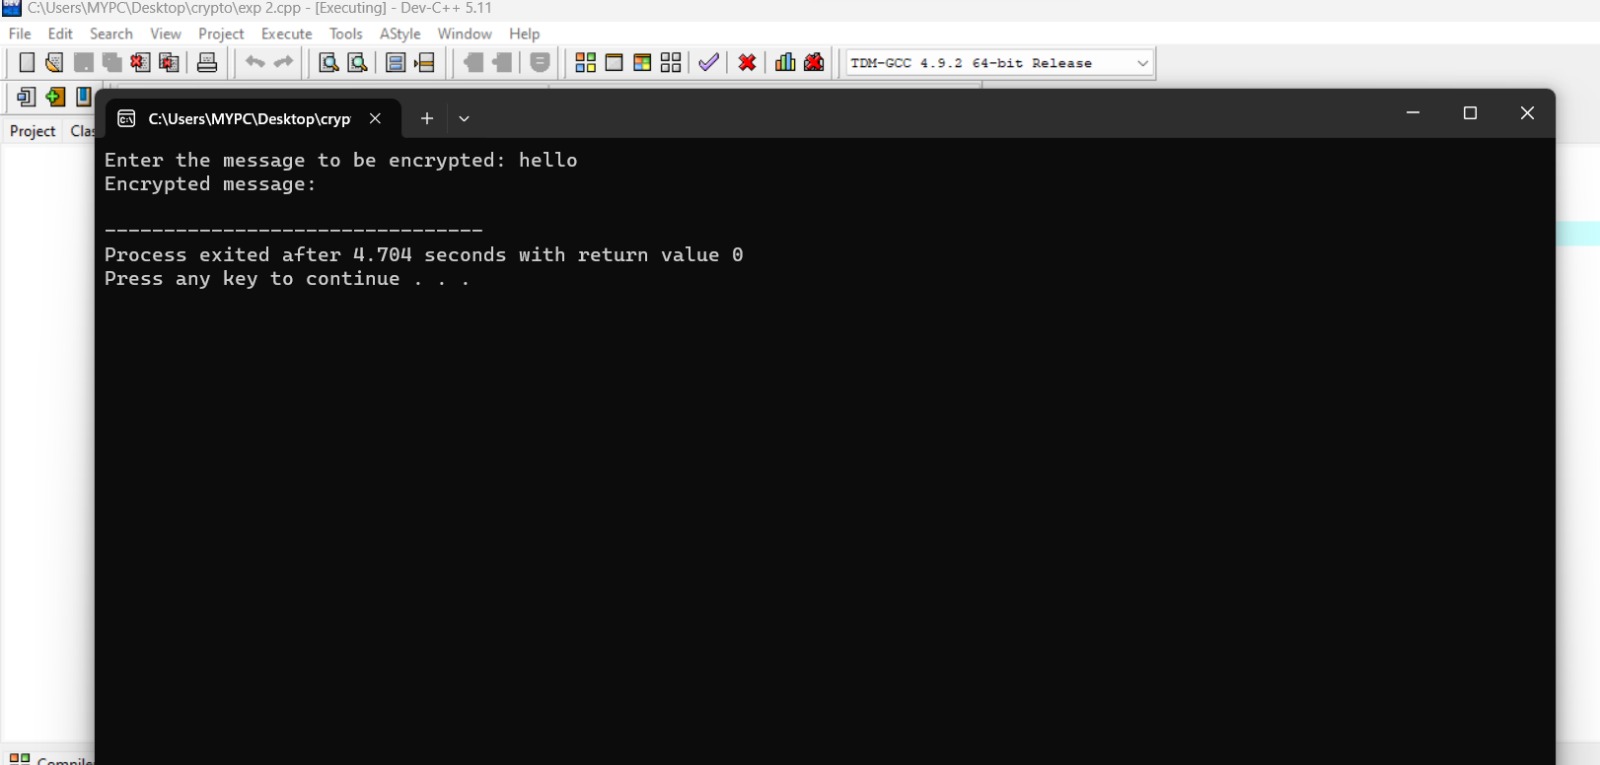 C:\Users\MYPC\Desktop\crypto\exp 2.cpp - [Executing] - Dev-C++ 5.11
File Edit Search View Project Execute Tools AStyle Window Help
TDM-GCC 4.9.2 64-bit Release
Project
C:\Users\MYPC\Desktop\cryp
Enter the message to be encrypted: hello
Encrypted message:
--------------------------------
Process exited after 4.704 seconds with return value 0
Press any key to continue . . .